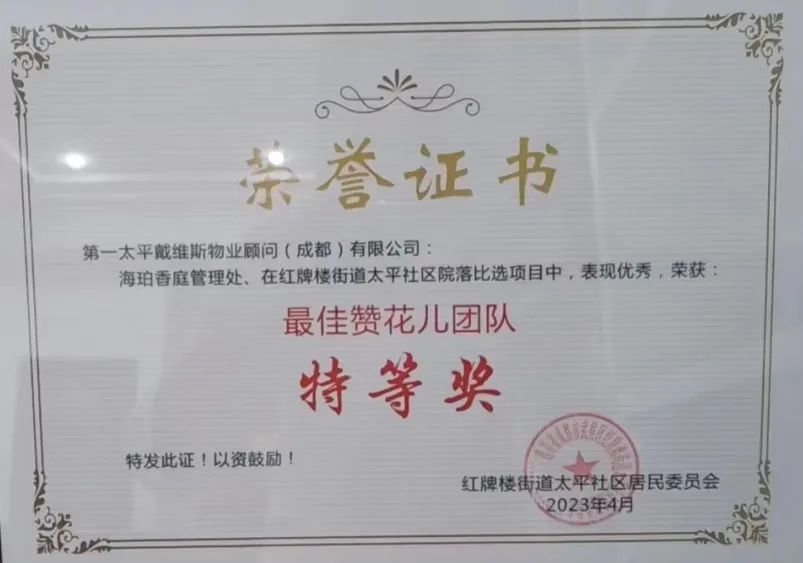 荣誉证书
第一太平戴维斯物业顾问（成都）有限公司：
海珀香庭管理处、在红牌楼街道太平社区院落比选项目中，表现优秀，荣获：
最佳赞花儿团队
特等奖
特发此证！以资鼓励！
红牌楼街道太平社区居民委员会
2023年4月